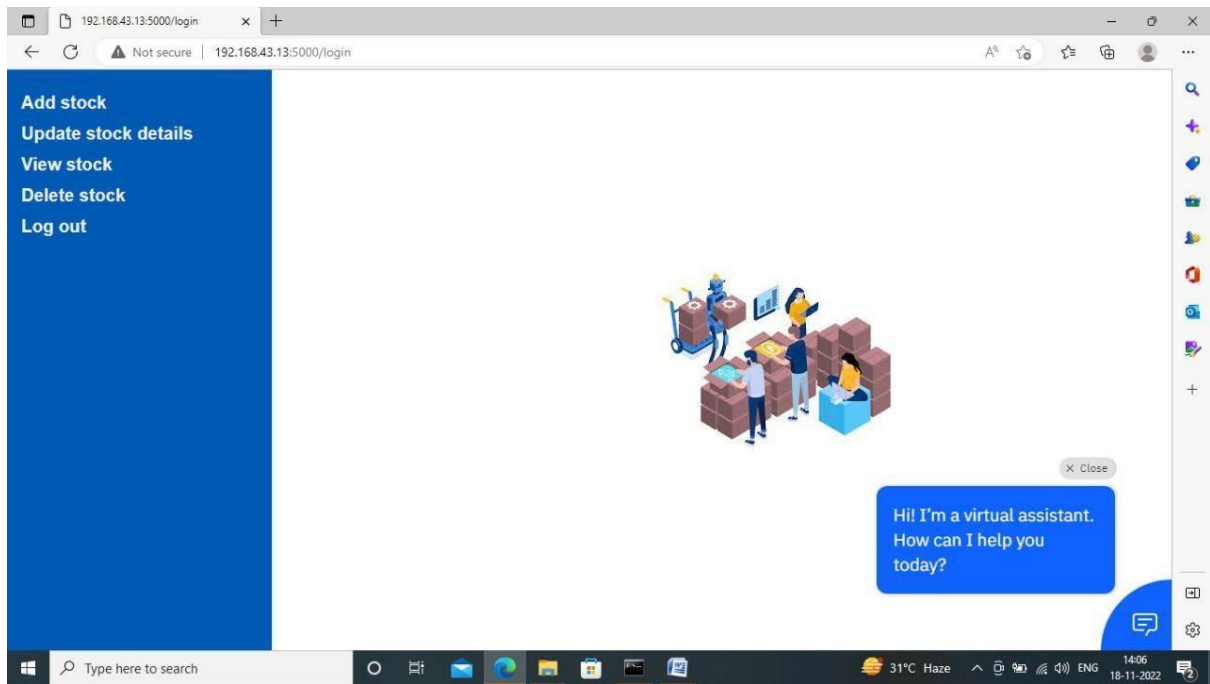 192.168.43.13:5000/login
Not secure | 192.168.43.13:5000/login
Add stock
Update stock details
View stock
Delete stock
Log out
× Close
Hi! I'm a virtual assistant.
How can I help you
today?
Type here to search
31°C Haze
ENG
14:06
18-11-2022
2